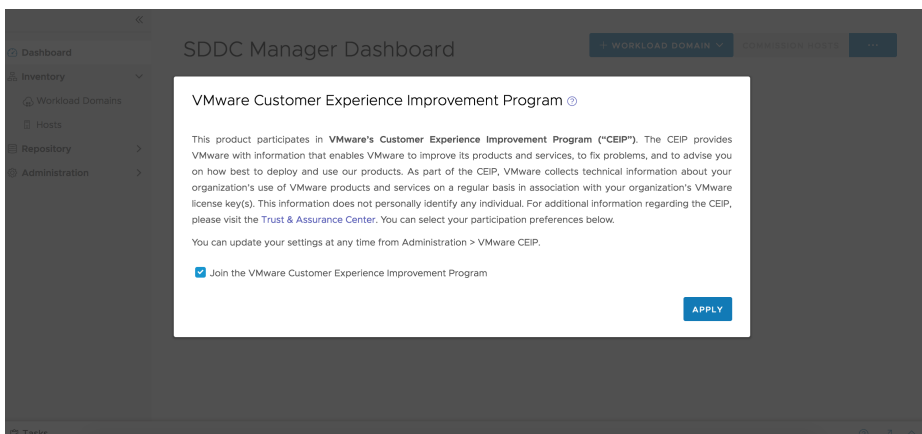 Dashboard
Inventory
Workload Domains
Hosts
Repository
Administration
SDDC Manager Dashboard
+ WORKLOAD DOMAIN
COMMISSION HOSTS
VMware Customer Experience Improvement Program
This product participates in VMware's Customer Experience Improvement Program (“CEIP”). The CEIP provides
VMware with information that enables VMware to improve its products and services, to fix problems, and to advise you
on how best to deploy and use our products. As part of the CEIP, VMware collects technical information about your
organization's use of VMware products and services on a regular basis in association with your organization's VMware
license key(s). This information does not personally identify any individual. For additional information regarding the CEIP,
please visit the Trust & Assurance Center. You can select your participation preferences below.
You can update your settings at any time from Administration > VMware CEIP.
Join the VMware Customer Experience Improvement Program
APPLY
Tasks